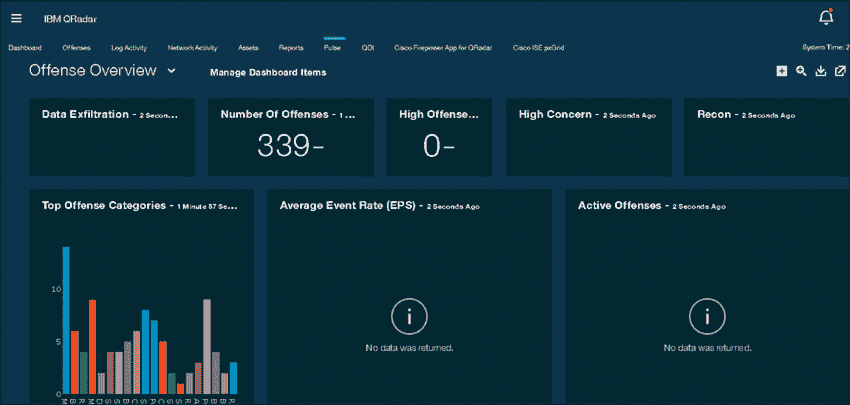 IBM QRadar
Dashboard Offenses Log Activity Network Activity Assets Reports Pulse QDI Cisco Firepower App for QRadar Cisco ISE pxGrid System Time: 2
Offense Overview Manage Dashboard Items
Data Exfiltration - 2 Secon... Number Of Offenses - 1 ... High Offense... High Concern - 2 Seconds Ago Recon - 2 Seconds Ago
339- 0-
Top Offense Categories - 1 Minute 57 Se... Average Event Rate (EPS) - 2 Seconds Ago Active Offenses - 2 Seconds Ago
10
5
No data was returned. No data was returned.
0